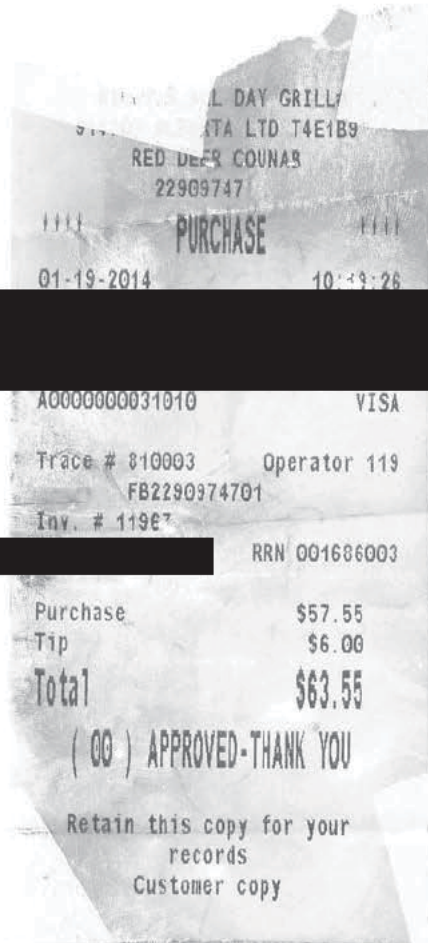 DAY GRILL
LTD T4E1B9
RED DEER COUNAB
22909747
PURCHASE
01-19-2014
A0000000031010 VISA
Trace # 810003 Operator 119
FB2290974701
Inv. #
RRN 001686003
Purchase $57.55
Tip $6.00
Total $63.55
( 00 ) APPROVED-THANK YOU
Retain this copy for your
records
Customer copy